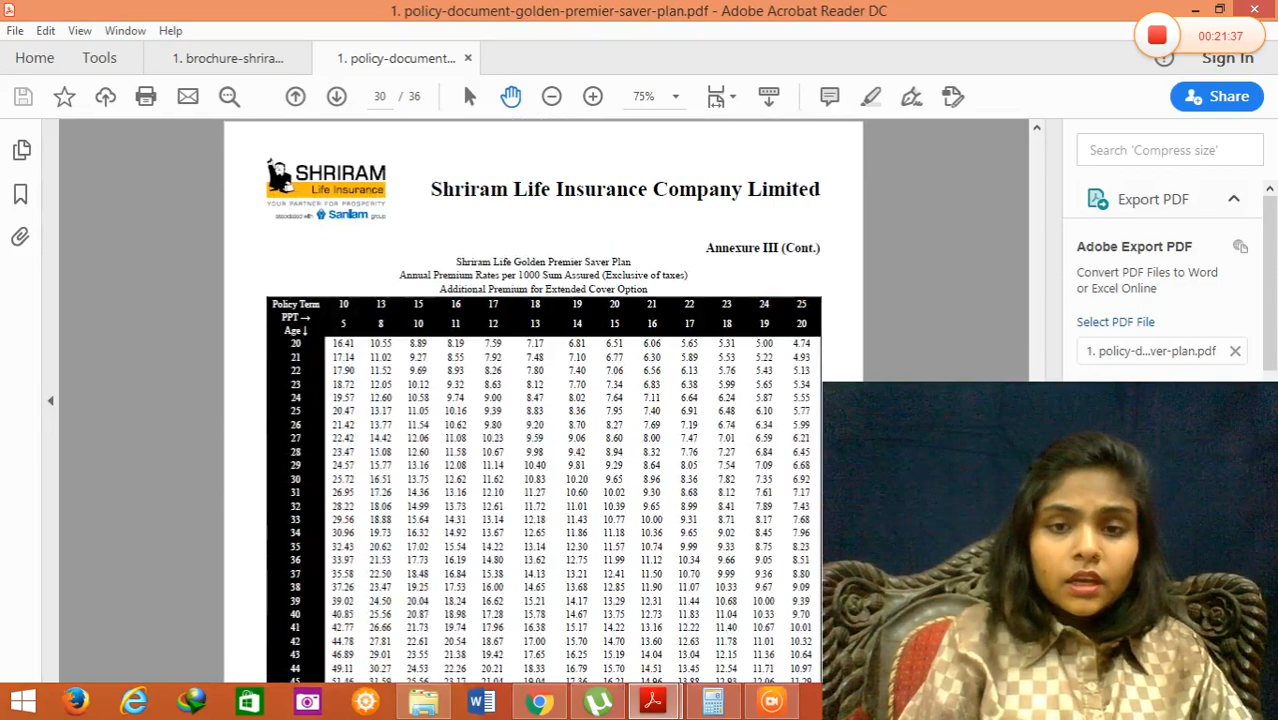 1. policy-document-golden-premier-saver-plan.pdf - Adobe Acrobat Reader DC
00:21:37
File Edit View Window Help
Home Tools 1. brochure-shrira... 1. policy-document... × Sign In
30 / 36 75% Share
SHRIRAM
Life Insurance
YOUR PARTNER FOR PROSPERITY
associated with Sanlam group
Shriram Life Insurance Company Limited
Annexure III (Cont.)
Shriram Life Golden Premier Saver Plan
Annual Premium Rates per 1000 Sum Assured (Exclusive of taxes)
Additional Premium for Extended Cover Option
Policy Term 10 13 15 16 17 18 19 20 21 22 23 24 25
PPT → 5 8 10 11 12 13 14 15 16 17 18 19 20
Age ↓
20 16.41 10.55 8.89 8.19 7.59 7.17 6.81 6.51 6.06 5.65 5.31 5.00 4.74
21 17.14 11.02 9.27 8.55 7.92 7.48 7.10 6.77 6.30 5.89 5.53 5.22 4.93
22 17.90 11.52 9.69 8.93 8.26 7.80 7.40 7.06 6.56 6.13 5.76 5.43 5.13
23 18.72 12.05 10.12 9.32 8.63 8.12 7.70 7.34 6.83 6.38 5.99 5.65 5.34
24 19.57 12.60 10.58 9.74 9.00 8.47 8.02 7.64 7.11 6.64 6.24 5.87 5.55
25 20.47 13.17 11.05 10.16 9.39 8.83 8.36 7.95 7.40 6.91 6.48 6.10 5.77
26 21.42 13.77 11.54 10.62 9.80 9.20 8.70 8.27 7.69 7.19 6.74 6.34 5.99
27 22.42 14.42 12.06 11.08 10.23 9.59 9.06 8.60 8.00 7.47 7.01 6.59 6.21
28 23.47 15.08 12.60 11.58 10.67 9.98 9.42 8.94 8.32 7.76 7.27 6.84 6.45
29 24.57 15.77 13.16 12.08 11.14 10.40 9.81 9.29 8.64 8.05 7.54 7.09 6.68
30 25.72 16.51 13.75 12.62 11.62 10.83 10.20 9.65 8.96 8.36 7.82 7.35 6.92
31 26.95 17.26 14.36 13.16 12.10 11.27 10.60 10.02 9.30 8.68 8.12 7.61 7.17
32 28.22 18.06 14.99 13.73 12.61 11.72 11.01 10.39 9.65 8.99 8.41 7.89 7.43
33 29.56 18.88 15.64 14.31 13.14 12.18 11.43 10.77 10.00 9.31 8.71 8.17 7.68
34 30.96 19.73 16.32 14.92 13.67 12.65 11.86 11.18 10.36 9.65 9.02 8.45 7.96
35 32.43 20.62 17.02 15.54 14.22 13.14 12.30 11.57 10.74 9.99 9.33 8.75 8.23
36 33.97 21.53 17.73 16.19 14.80 13.62 12.75 11.99 11.12 10.34 9.66 9.05 8.51
37 35.58 22.50 18.48 16.84 15.38 14.13 13.21 12.41 11.50 10.70 9.99 9.36 8.80
38 37.26 23.47 19.25 17.53 16.00 14.65 13.68 12.85 11.90 11.07 10.33 9.67 9.09
39 39.02 24.50 20.04 18.24 16.62 15.21 14.17 13.29 12.31 11.44 10.68 10.00 9.39
40 40.85 25.56 20.87 18.98 17.28 15.78 14.67 13.75 12.73 11.83 11.04 10.33 9.70
41 42.77 26.66 21.73 19.74 17.96 16.38 15.17 14.22 13.16 12.23 11.40 10.67 10.01
42 44.78 27.81 22.61 20.54 18.67 17.00 15.70 14.70 13.60 12.63 11.78 11.01 10.32
43 46.89 29.01 23.55 21.38 19.42 17.65 16.25 15.19 14.04 13.04 12.15 11.36 10.64
44 49.11 30.27 24.53 22.26 20.21 18.33 16.79 15.70 14.51 13.45 12.54 11.71 10.97
Search 'Compress size'
Export PDF
Adobe Export PDF
Convert PDF Files to Word
or Excel Online
Select PDF File
1. policy-d...ver-plan.pdf ×